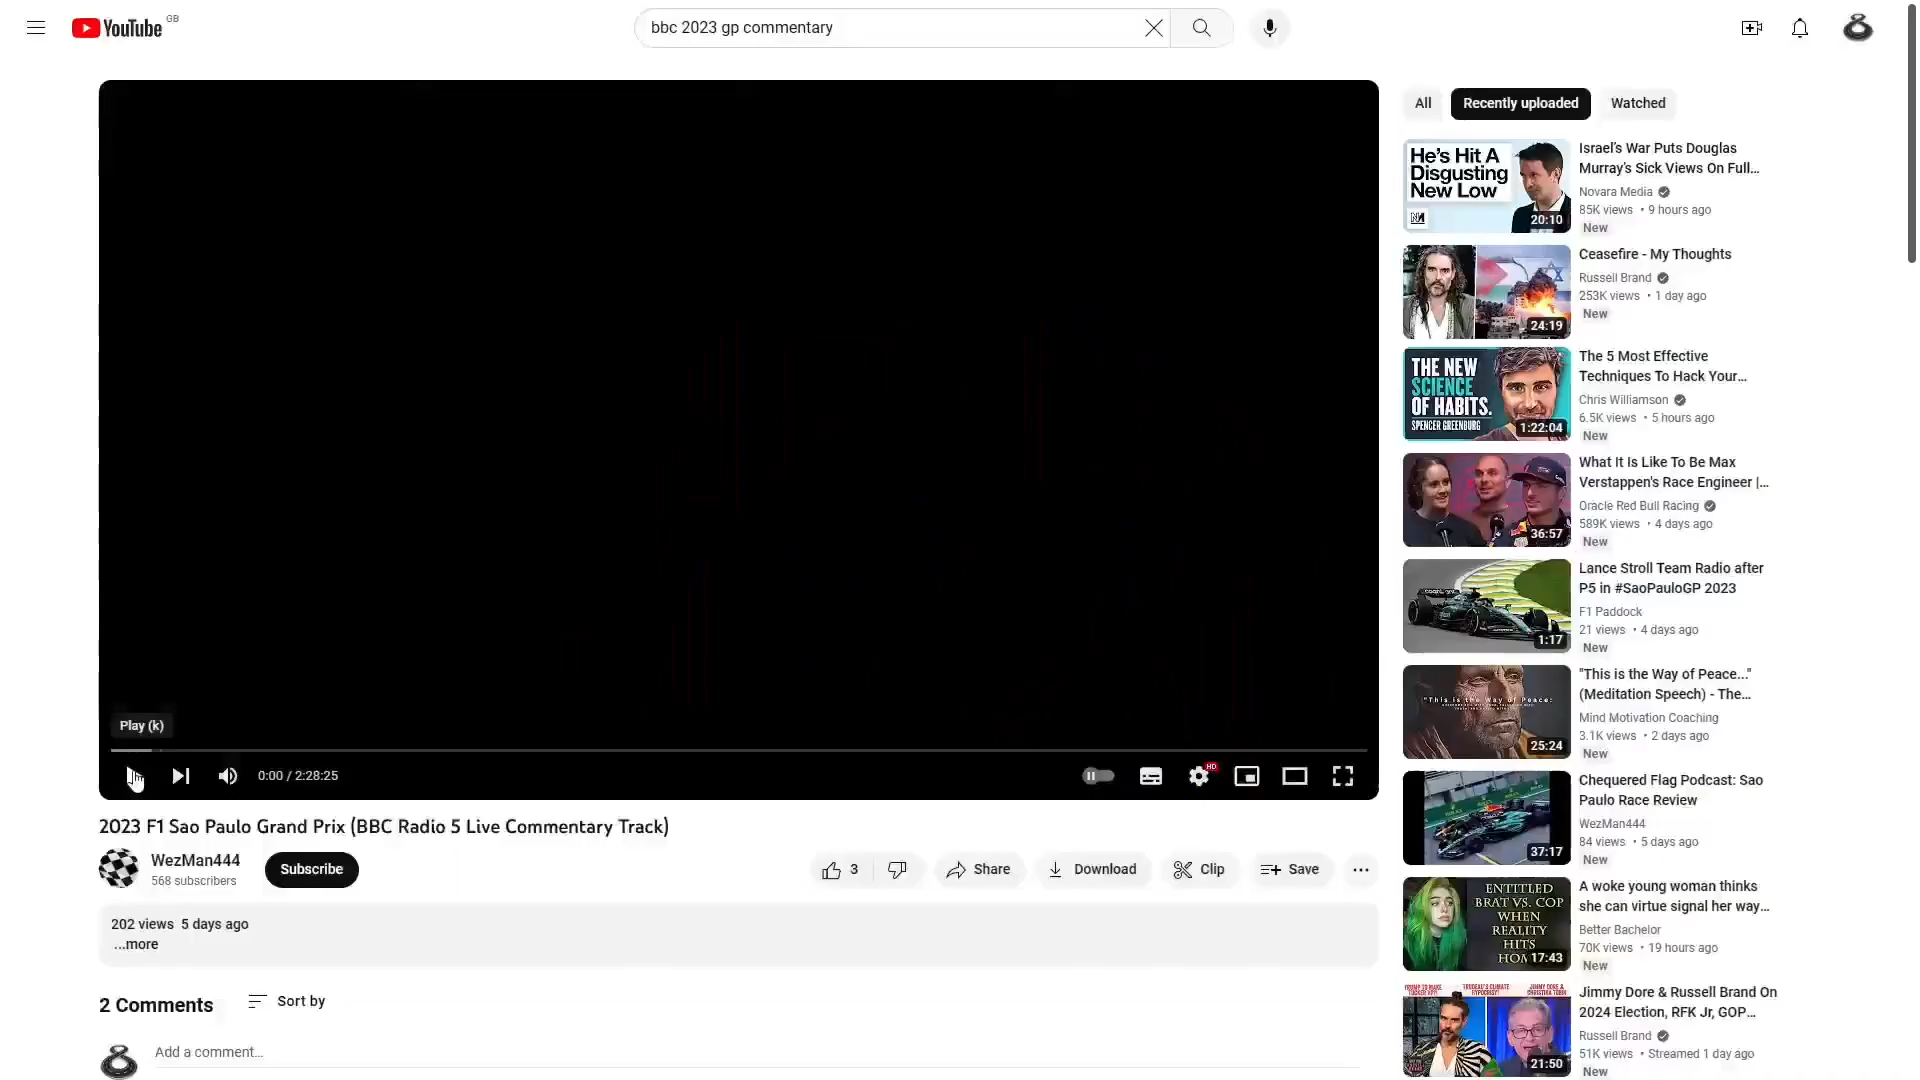 YouTube GB
bbc 2023 gp commentary
Play (k)
0:00 / 2:28:25
HD
2023 F1 Sao Paulo Grand Prix (BBC Radio 5 Live Commentary Track)
WezMan444
568 subscribers
Subscribe
3
Share
Download
Clip
Save
202 views 5 days ago
...more
2 Comments
Sort by
Add a comment...
All
Recently uploaded
Watched
He's Hit A
Disgusting
New Low
20:10
Israel's War Puts Douglas
Murray's Sick Views On Full...
Novara Media
85K views • 9 hours ago
New
24:19
Ceasefire - My Thoughts
Russell Brand
253K views • 1 day ago
New
THE NEW
SCIENCE
OF HABITS.
SPENCER GREENBURG
1:22:04
The 5 Most Effective
Techniques To Hack Your...
Chris Williamson
6.5K views • 5 hours ago
New
36:57
What It Is Like To Be Max
Verstappen's Race Engineer |...
Oracle Red Bull Racing
589K views • 4 days ago
New
1:17
Lance Stroll Team Radio after
P5 in #SaoPauloGP 2023
F1 Paddock
21 views • 4 days ago
New
"This is the Way of Peace:
25:24
"This is the Way of Peace..."
(Meditation Speech) - The...
Mind Motivation Coaching
3.1K views • 2 days ago
New
37:17
Chequered Flag Podcast: Sao
Paulo Race Review
WezMan444
84 views • 5 days ago
New
ENTITLED
BRAT VS. COP
WHEN
REALITY
HITS
17:43
A woke young woman thinks
she can virtue signal her way...
Better Bachelor
70K views • 19 hours ago
New
21:50
Jimmy Dore & Russell Brand On
2024 Election, RFK Jr, GOP...
Russell Brand
51K views • Streamed 1 day ago
New